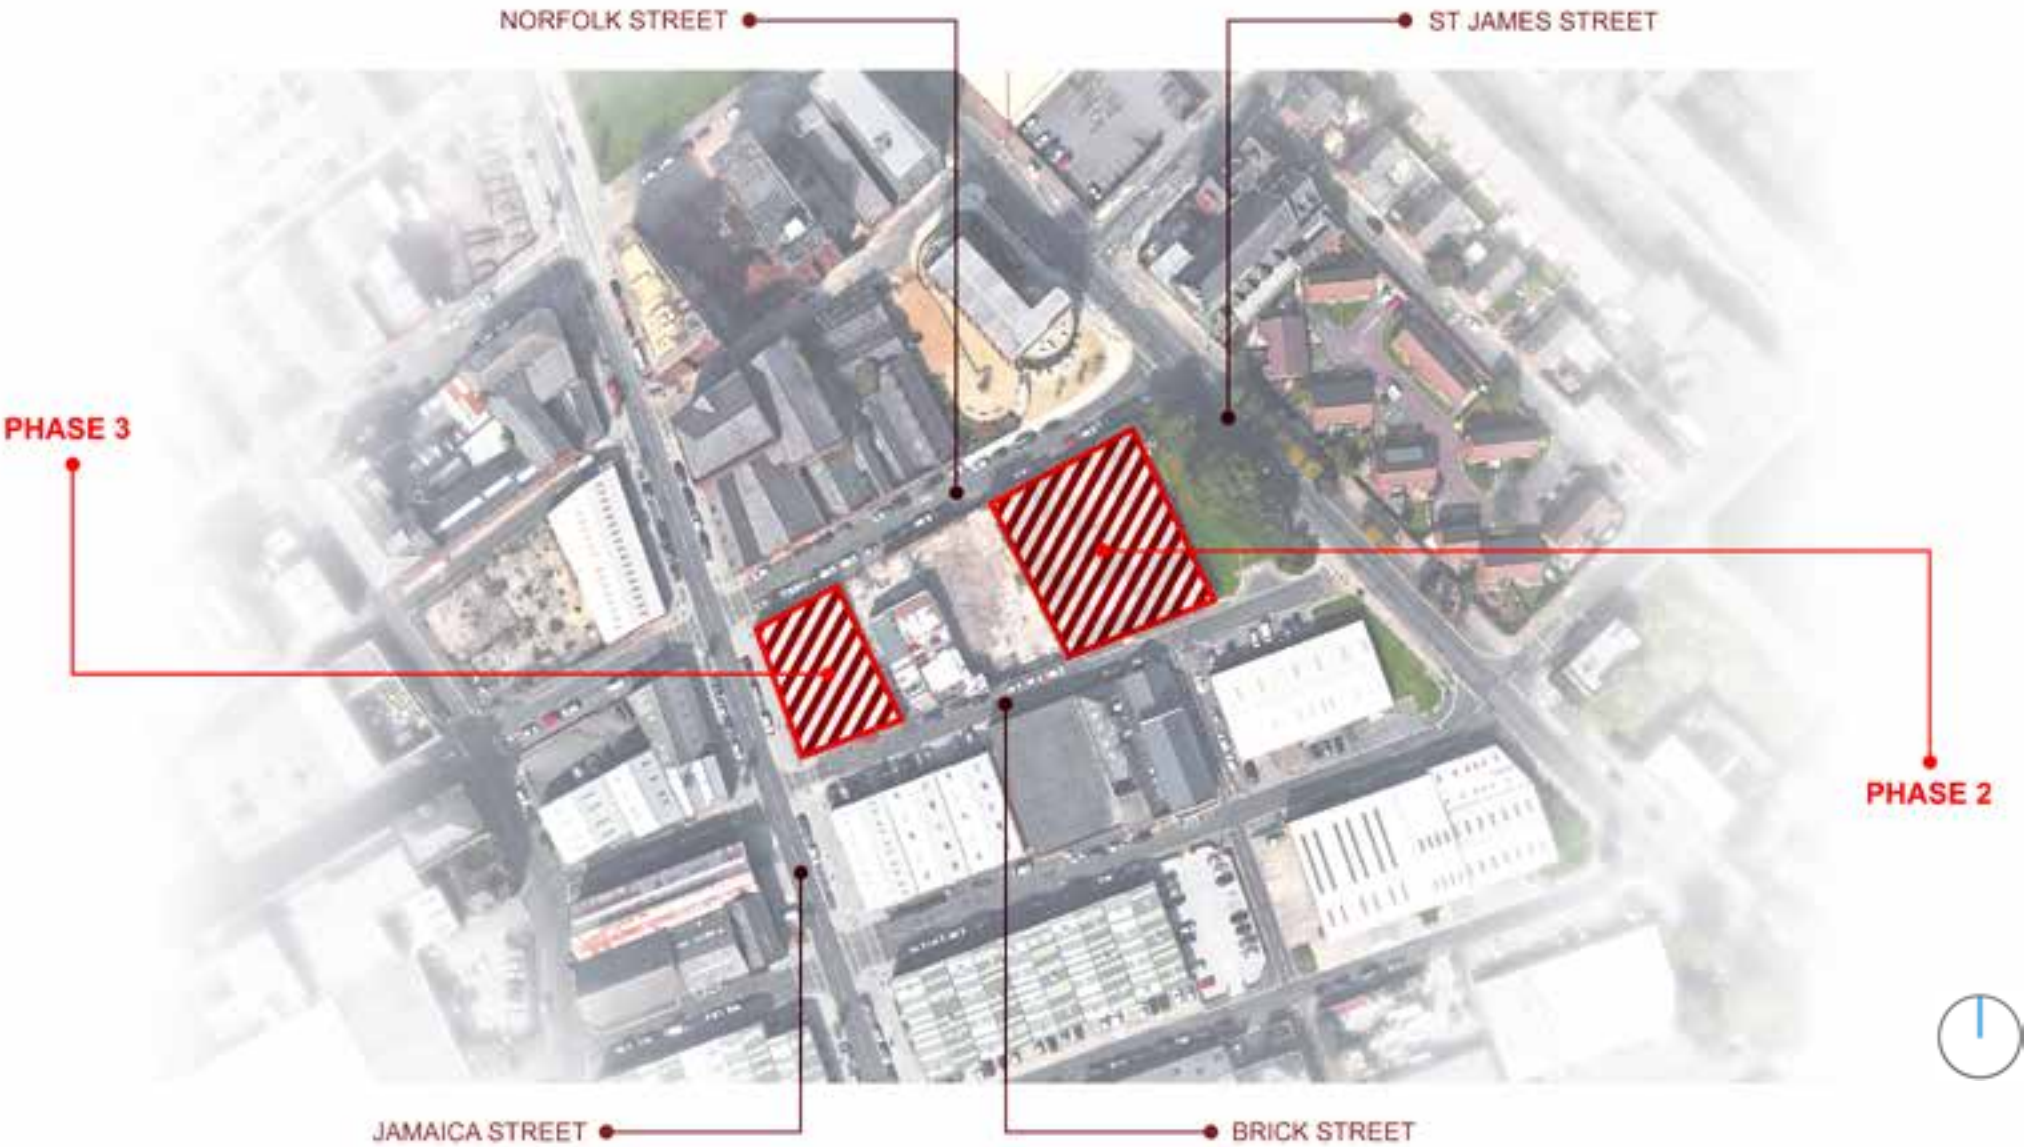 NORFOLK STREET
ST JAMES STREET
PHASE 3
PHASE 2
JAMAICA STREET
BRICK STREET